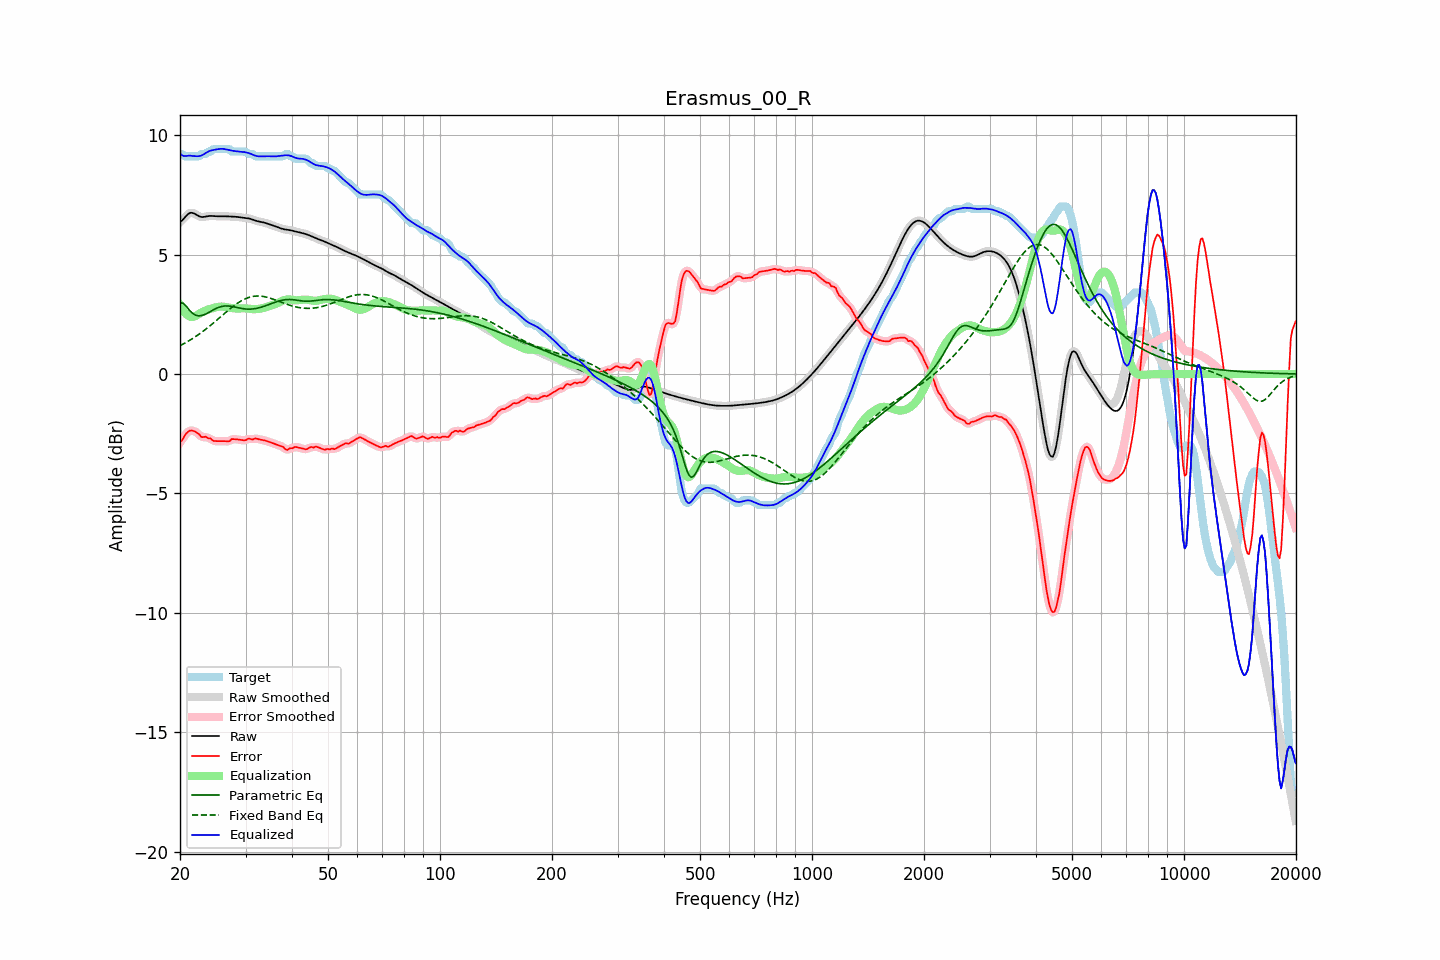 Erasmus_00_R
10
5
0
−5
−10
−15
−20
Amplitude (dBr)
Target
Raw Smoothed
Error Smoothed
Raw
Error
Equalization
Parametric Eq
Fixed Band Eq
Equalized
20 50 100 200 500 1000 2000 5000 10000 20000
Frequency (Hz)